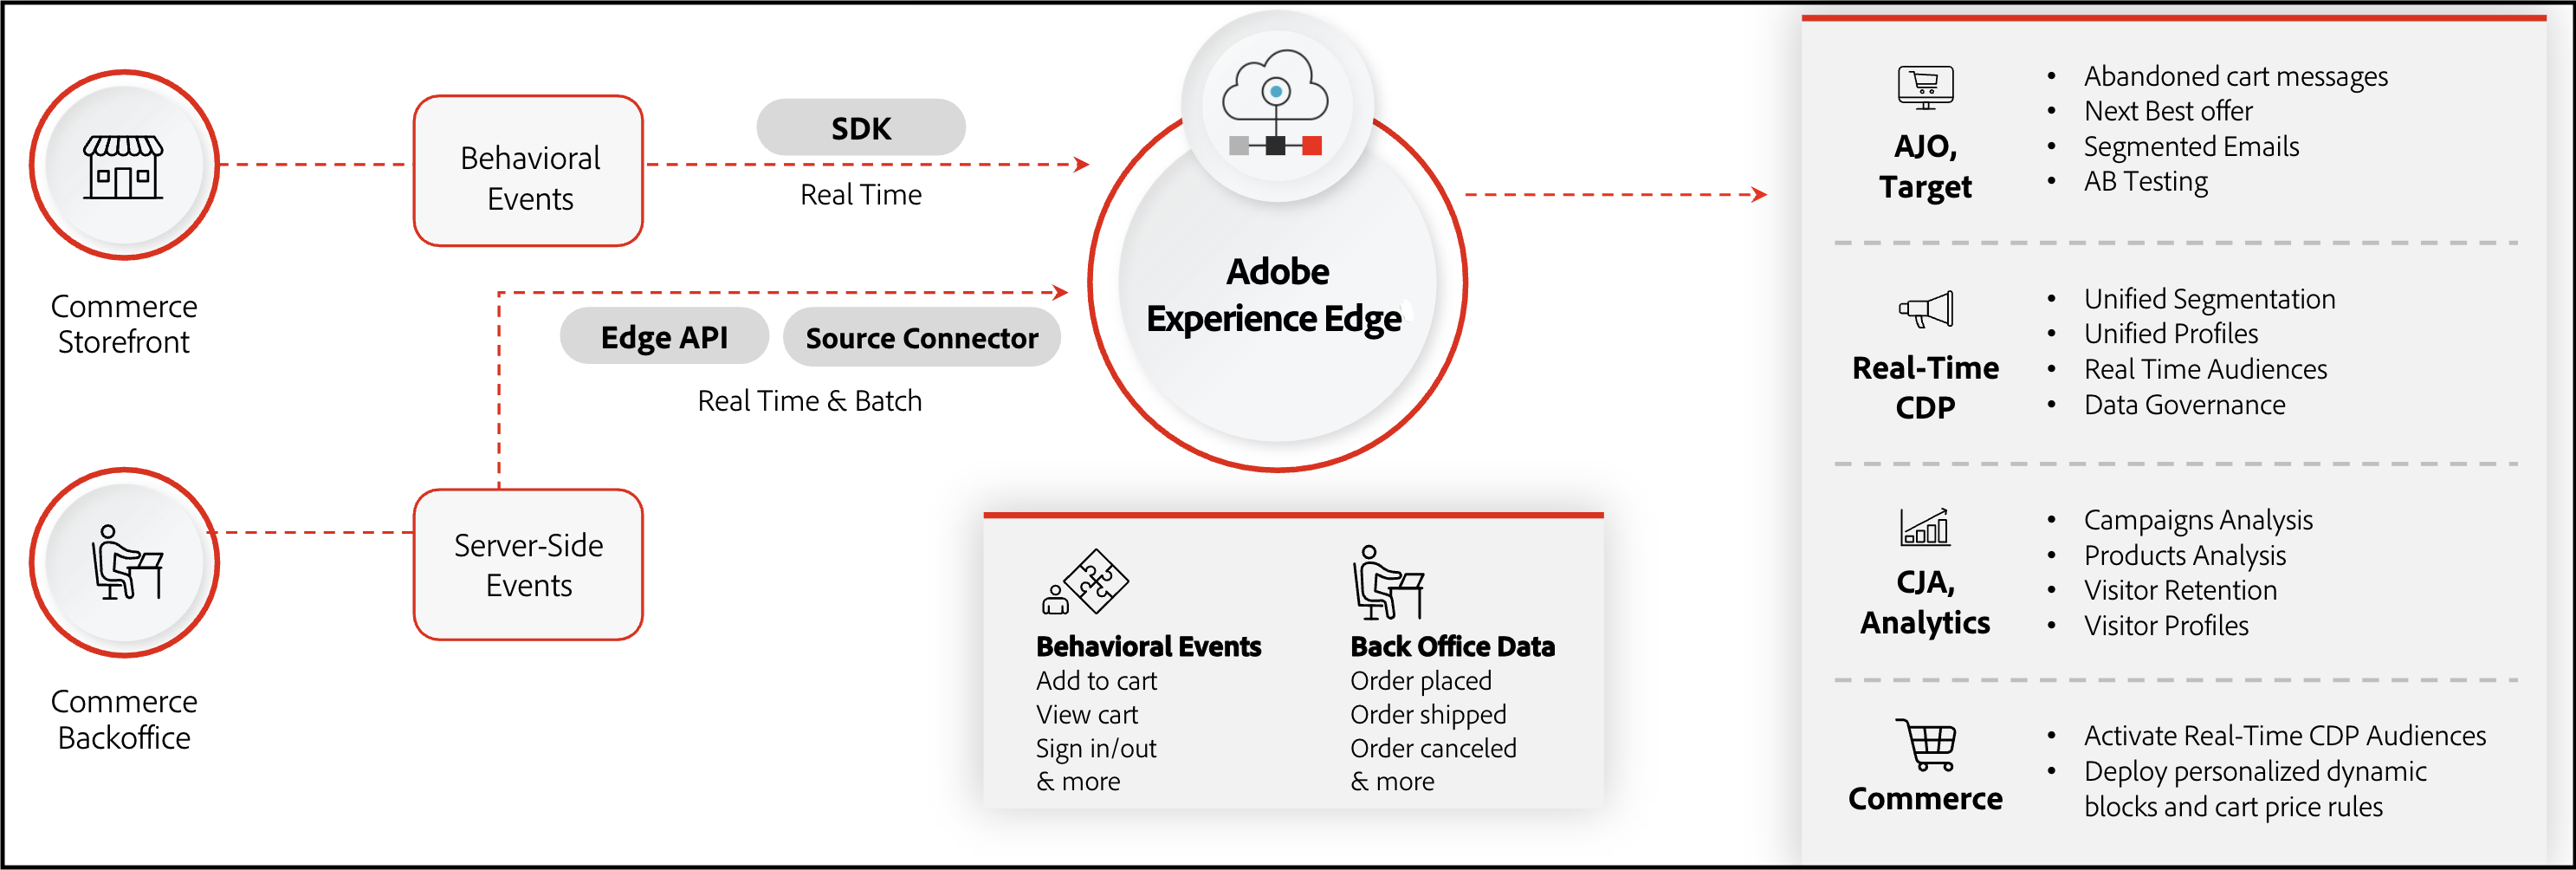 Commerce
Storefront
Behavioral
Events
SDK
Real Time
Edge API
Source Connector
Real Time & Batch
Commerce
Backoffice
Server-Side
Events
Adobe
Experience Edge
Behavioral Events
Add to cart
View cart
Sign in/out
& more
Back Office Data
Order placed
Order shipped
Order canceled
& more
AJO,
Target
• Abandoned cart messages
• Next Best offer
• Segmented Emails
• AB Testing
Real-Time
CDP
• Unified Segmentation
• Unified Profiles
• Real Time Audiences
• Data Governance
CJA,
Analytics
• Campaigns Analysis
• Products Analysis
• Visitor Retention
• Visitor Profiles
Commerce
• Activate Real-Time CDP Audiences
• Deploy personalized dynamic
blocks and cart price rules